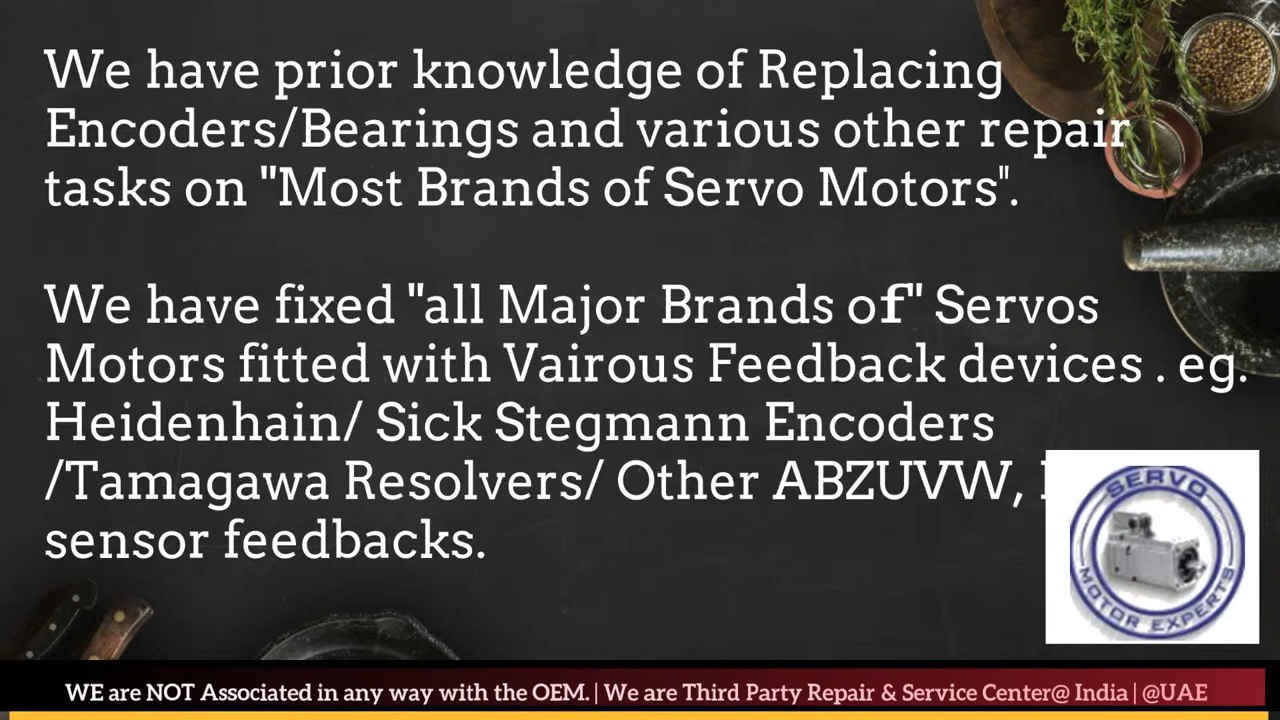 We have prior knowledge of Replacing
Encoders/Bearings and various other repair
tasks on "Most Brands of Servo Motors".
We have fixed "all Major Brands of" Servos
Motors fitted with Vairous Feedback devices . eg.
Heidenhain/ Sick Stegmann Encoders
/Tamagawa Resolvers/ Other ABZUVW,
sensor feedbacks.
SERVO
MOTOR EXPERTS
WE are NOT Associated in any way with the OEM. | We are Third Party Repair & Service Center@ India | @UAE